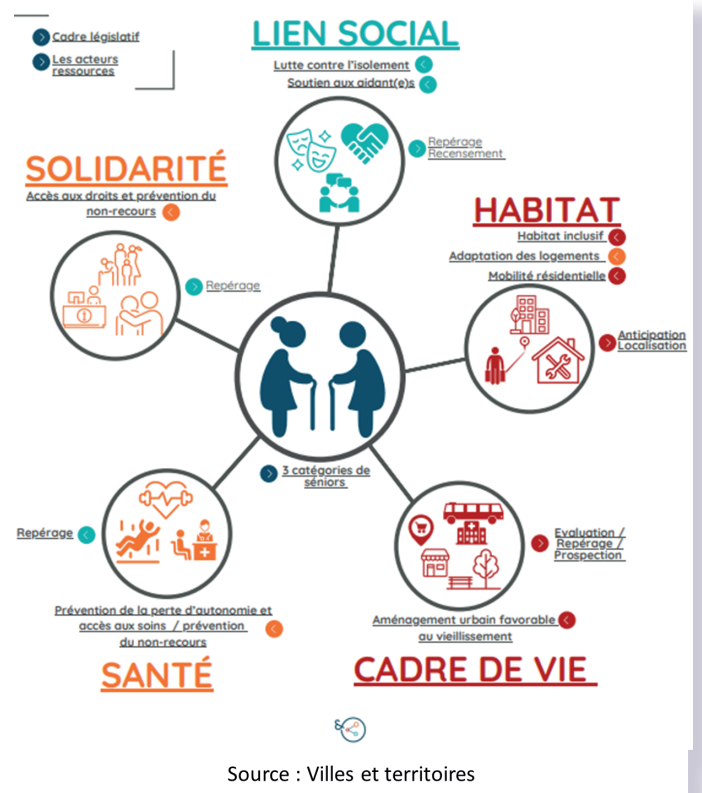 Cadre législatif
Les acteurs
ressources
LIEN SOCIAL
Lutte contre l'isolement
Soutien aux aidant(e)s
Repérage
Recensement
SOLIDARITÉ
Accès aux droits et prévention du
non-recours
Repérage
HABITAT
Habitat inclusif
Adaptation des logements
Mobilité résidentielle
Anticipation
Localisation
3 catégories de
séniors
Repérage
Evaluation /
Repérage /
Prospection
Prévention de la perte d'autonomie et
accès aux soins / prévention
du non-recours
SANTÉ
Aménagement urbain favorable
au vieillissement
CADRE DE VIE
Source : Villes et territoires